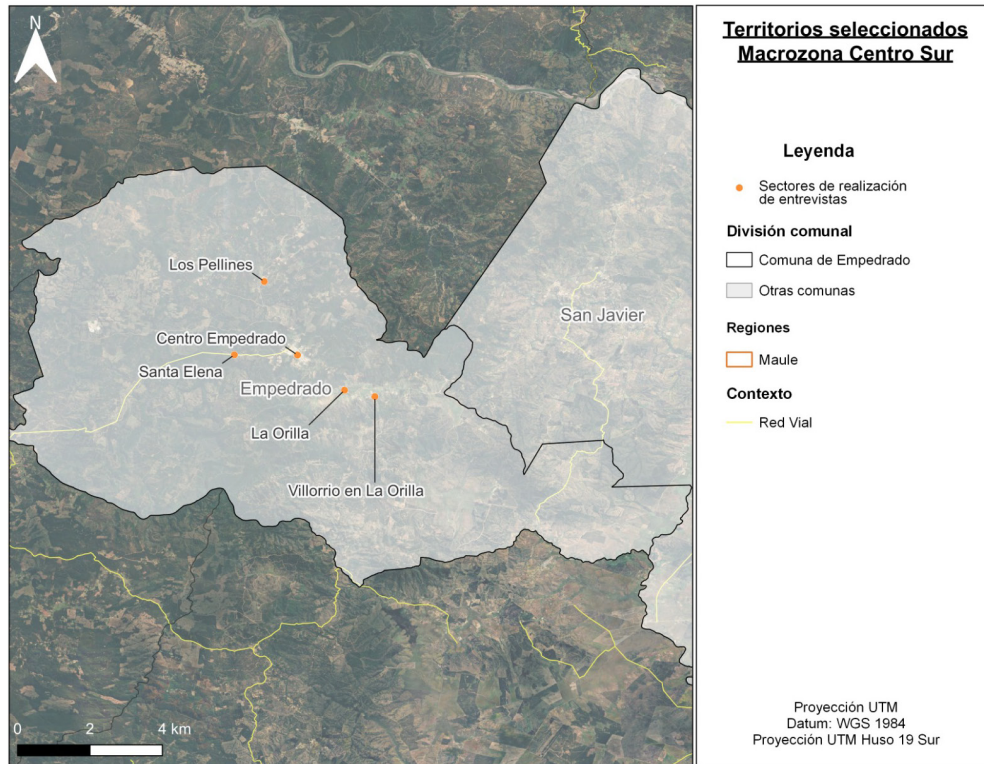 N
Los Pellines
Centro Empedrado
Santa Elena
Empedrado
La Orilla
Villorrio en La Orilla
San Javier
0 2 4 km
Territorios seleccionados
Macrozona Centro Sur
Leyenda
Sectores de realización
de entrevistas
División comunal
Comuna de Empedrado
Otras comunas
Regiones
Maule
Contexto
Red Vial
Proyección UTM
Datum: WGS 1984
Proyección UTM Huso 19 Sur